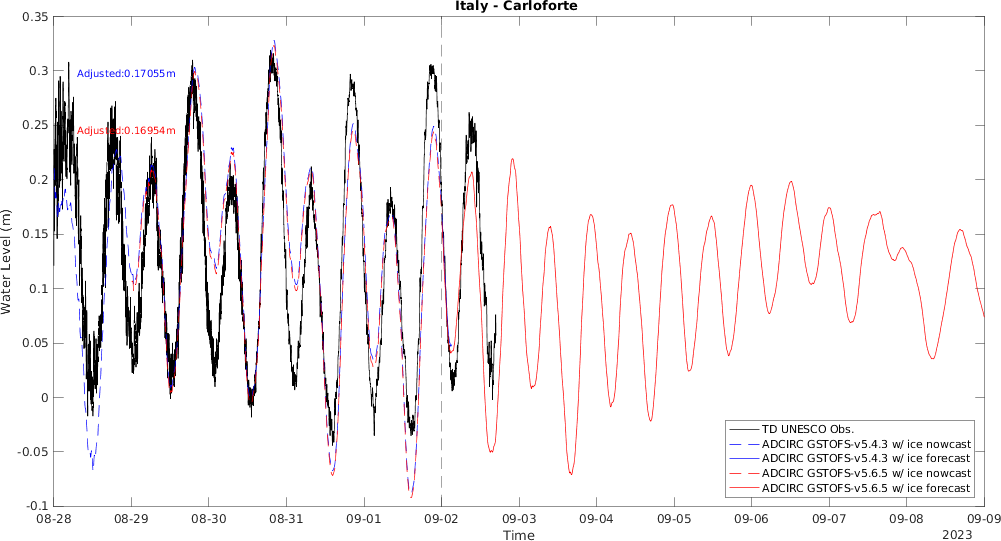 Italy - Carloforte
0.35
0.3
0.25
0.2
0.15
0.1
0.05
0
-0.05
-0.1
Water Level (m)
Adjusted:0.17055m
Adjusted:0.16954m
TD UNESCO Obs.
ADCIRC GSTOFS-v5.4.3 w/ ice nowcast
ADCIRC GSTOFS-v5.4.3 w/ ice forecast
ADCIRC GSTOFS-v5.6.5 w/ ice nowcast
ADCIRC GSTOFS-v5.6.5 w/ ice forecast
08-28 08-29 08-30 08-31 09-01 09-02 09-03 09-04 09-05 09-06 09-07 09-08 09-09
Time
2023